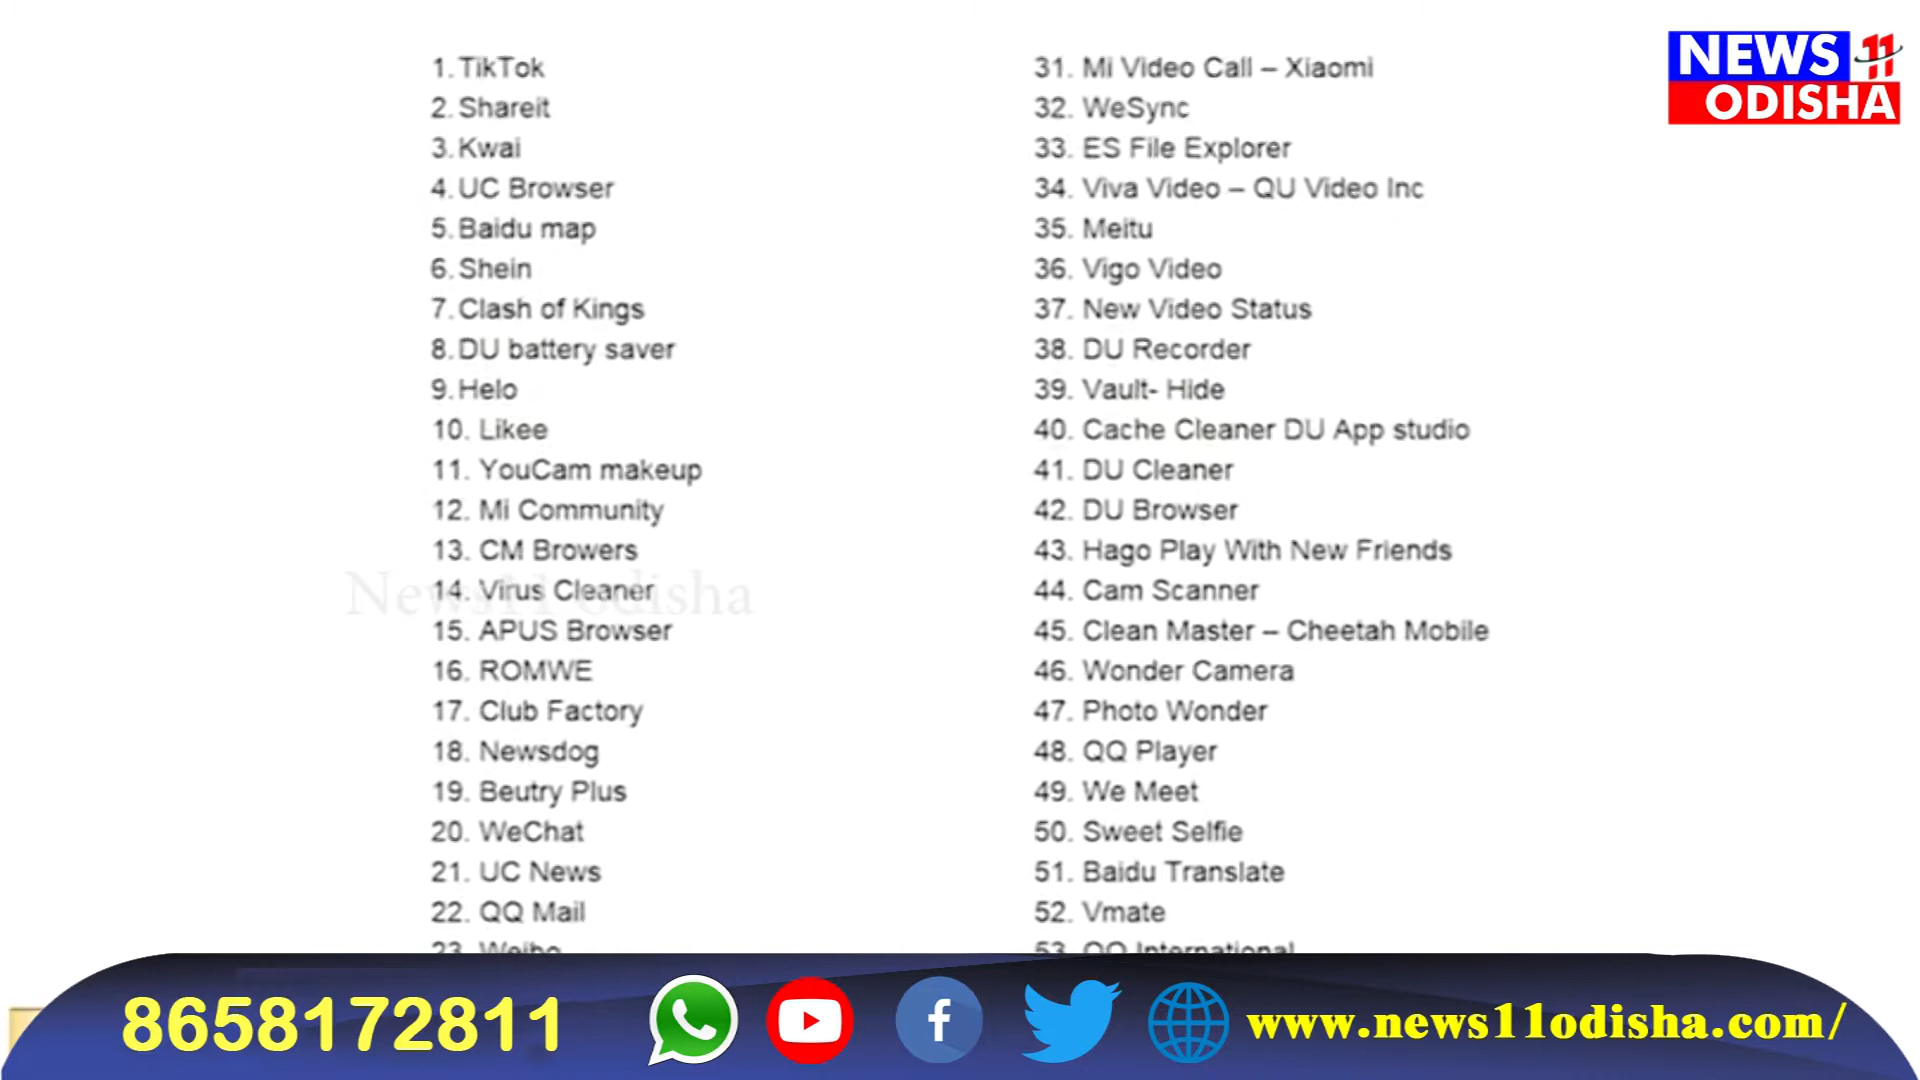 1. TikTok
2. Shareit
3. Kwai
4. UC Browser
5. Baidu map
6. Shein
7. Clash of Kings
8. DU battery saver
9. Helo
10. Likee
11. YouCam makeup
12. Mi Community
13. CM Browers
14. Virus Cleaner
15. APUS Browser
16. ROMWE
17. Club Factory
18. Newsdog
19. Beutry Plus
20. WeChat
21. UC News
22. QQ Mail
23. Weibo
31. Mi Video Call – Xiaomi
32. WeSync
33. ES File Explorer
34. Viva Video – QU Video Inc
35. Meitu
36. Vigo Video
37. New Video Status
38. DU Recorder
39. Vault- Hide
40. Cache Cleaner DU App studio
41. DU Cleaner
42. DU Browser
43. Hago Play With New Friends
44. Cam Scanner
45. Clean Master – Cheetah Mobile
46. Wonder Camera
47. Photo Wonder
48. QQ Player
49. We Meet
50. Sweet Selfie
51. Baidu Translate
52. Vmate
53. QQ International
NEWS 11
ODISHA
News11 odisha
8658172811
www.news11odisha.com/